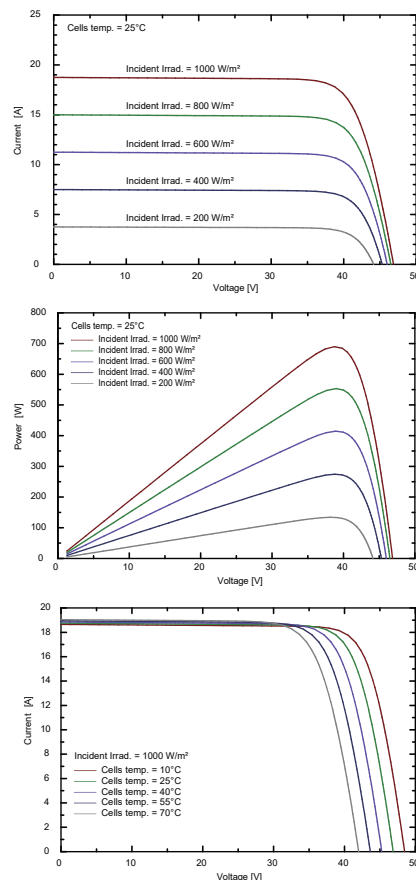 25
Cells temp. = 25°C
20
Incident Irrad. = 1000 W/m²
15
Incident Irrad. = 800 W/m²
Current [A]
Incident Irrad. = 600 W/m²
10
Incident Irrad. = 400 W/m²
5
Incident Irrad. = 200 W/m²
0
0 10 20 30 40 50
Voltage [V]
800
Cells temp. = 25°C
Incident Irrad. = 1000 W/m²
700
Incident Irrad. = 800 W/m²
Incident Irrad. = 600 W/m²
600
Incident Irrad. = 400 W/m²
Incident Irrad. = 200 W/m²
500
Power [W]
400
300
200
100
0
0 10 20 30 40 50
Voltage [V]
20
18
16
14
12
Current [A]
10
8
Incident Irrad. = 1000 W/m²
6
Cells temp. = 10°C
Cells temp. = 25°C
4
Cells temp. = 40°C
Cells temp. = 55°C
Cells temp. = 70°C
2
0
0 10 20 30 40 50
Voltage [V]